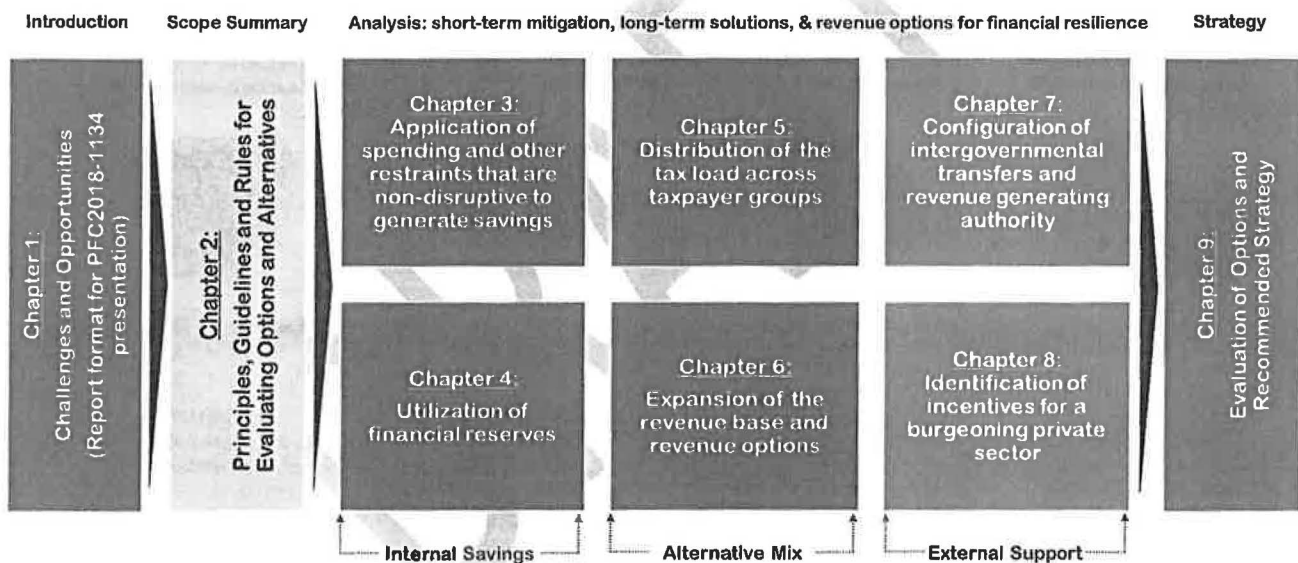 Introduction
Scope Summary
Analysis: short-term mitigation, long-term solutions, & revenue options for financial resilience
Strategy
Chapter 1:
Challenges and Opportunities
(Report format for PFC2018-1134
presentation)
Chapter 2:
Principles, Guidelines and Rules for
Evaluating Options and Alternatives
Chapter 3:
Application of
spending and other
restraints that are
non-disruptive to
generate savings
Chapter 4:
Utilization of
financial reserves
Internal Savings
Chapter 5:
Distribution of the
tax load across
taxpayer groups
Chapter 6:
Expansion of the
revenue base and
revenue options
Alternative Mix
Chapter 7:
Configuration of
intergovernmental
transfers and
revenue generating
authority
Chapter 8:
Identification of
incentives for a
burgeoning private
sector
External Support
Chapter 9:
Evaluation of Options and
Recommended Strategy